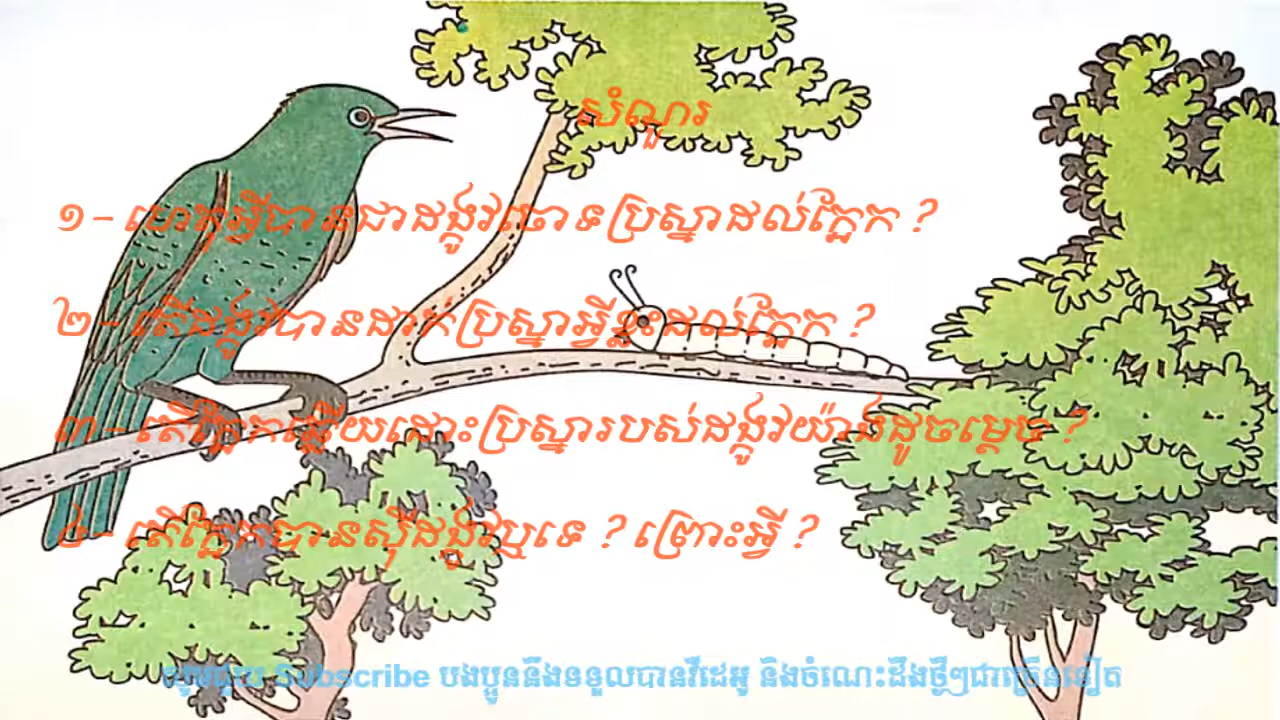 សំណួរ
១ – ហេតុអ្វីបានជាដង្កូវចោទប្រស្នាដល់ក្អែក ?
២ – តើដង្កូវបានដាក់ប្រស្នាអ្វីខ្លះដល់ក្អែក ?
៣ – តើក្អែកឆ្លើយដោះប្រស្នារបស់ដង្កូវយ៉ាងដូចម្តេច ?
៤ – តើក្អែកបានស៊ីដង្កូវឬទេ ? ព្រោះអ្វី ?
សូមជួយ Subscribe បងប្អូននឹងទទួលបានវីដេអូ និងចំណេះដឹងថ្មីៗជាច្រើនទៀត